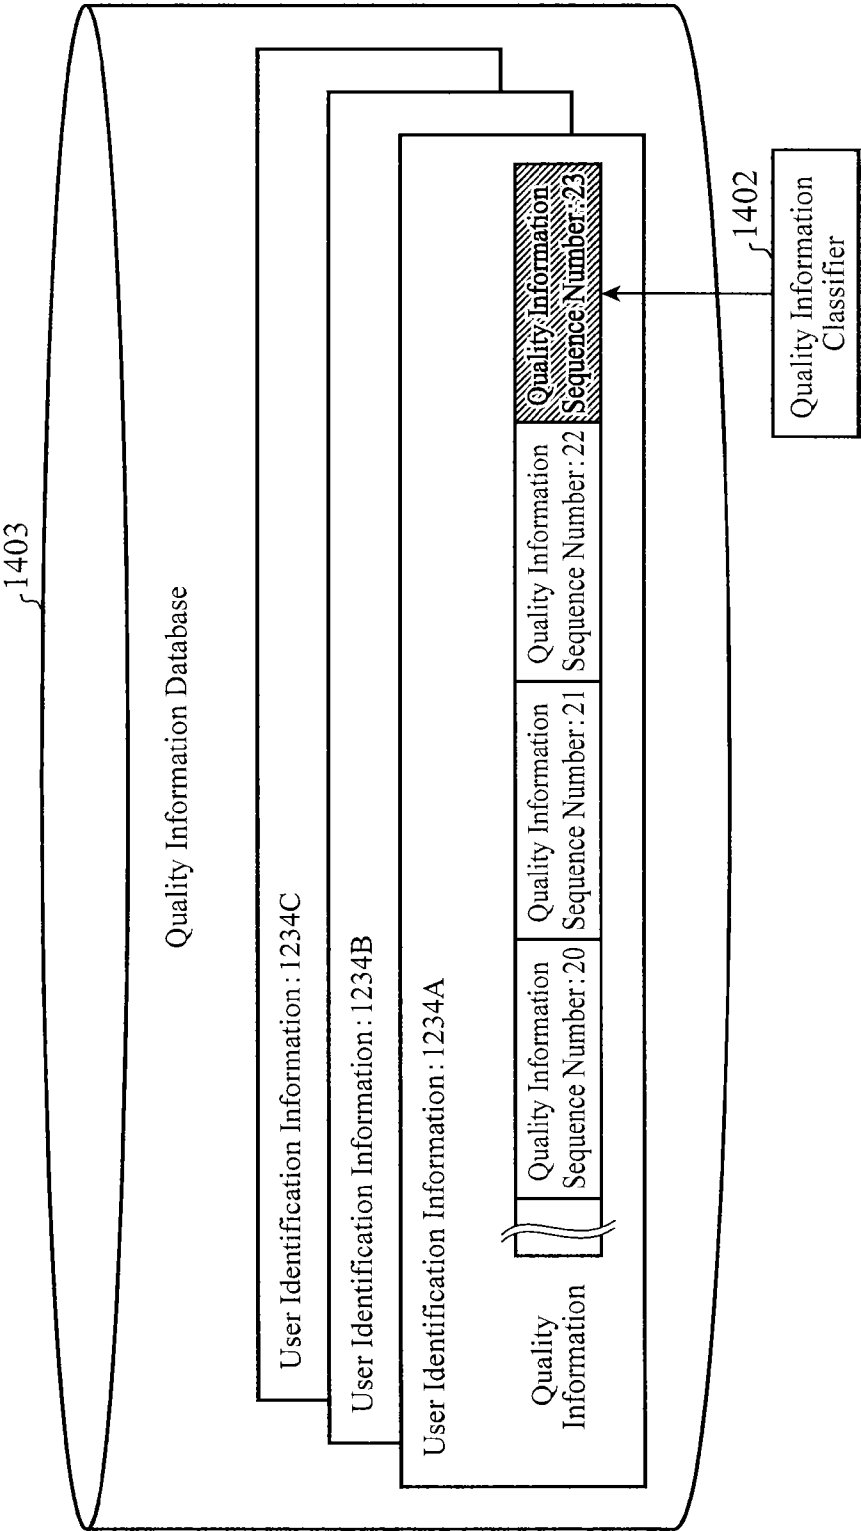 1403
Quality Information Database
User Identification Information : 1234C
User Identification Information : 1234B
User Identification Information : 1234A
Quality
Information
Quality Information
Sequence Number : 20
Quality Information
Sequence Number : 21
Quality Information
Sequence Number : 22
Quality Information
Sequence Number : 23
1402
Quality Information
Classifier